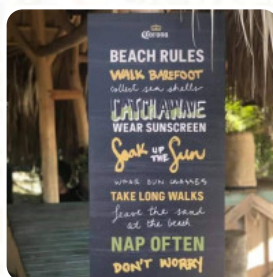 Corona
BEACH RULES
WALK BAREFOOT
collect sea shells
CATCH A WAVE
WEAR SUNSCREEN
Soak UP THE Sun
WEAR SUN GLASSES
TAKE LONG WALKS
leave the sand
at the beach
NAP OFTEN
DON'T WORRY